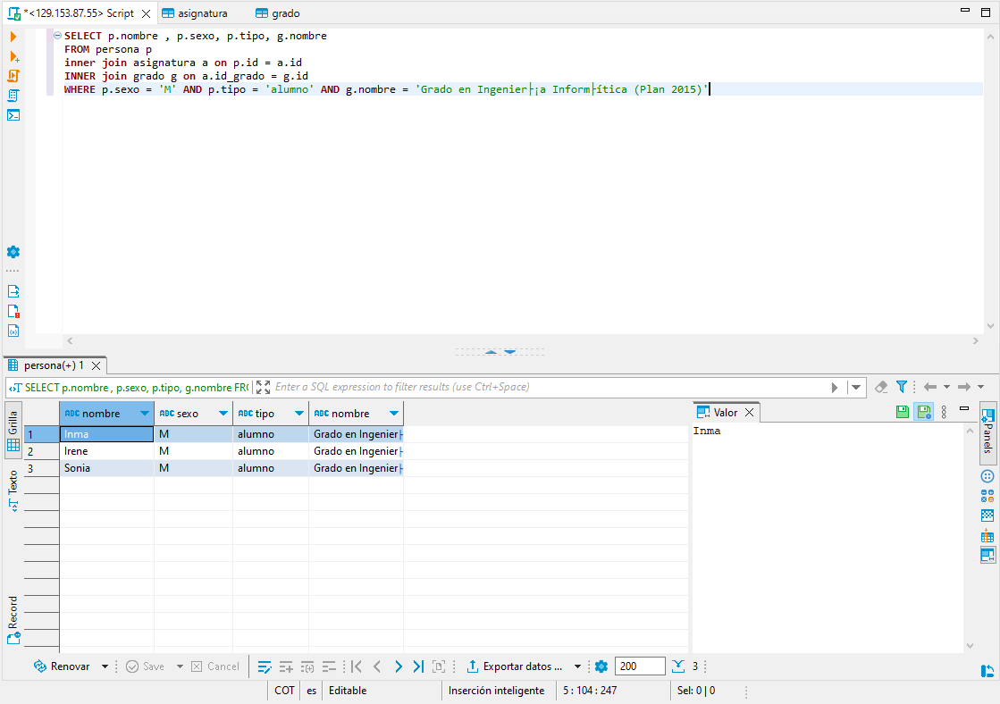 *<129.153.87.55> Script
asignatura
grado
SELECT p.nombre , p.sexo, p.tipo, g.nombre
FROM persona p
inner join asignatura a on p.id = a.id
INNER join grado g on a.id_grado = g.id
WHERE p.sexo = 'M' AND p.tipo = 'alumno' AND g.nombre = 'Grado en Ingenier├¡a Inform├ítica (Plan 2015)'
persona(+) 1
SELECT p.nombre , p.sexo, p.tipo, g.nombre FR
Enter a SQL expression to filter results (use Ctrl+Space)
Grilla
Texto
Record
ABC nombre ABC sexo ABC tipo ABC nombre
1 Inma M alumno Grado en Ingenier├
2 Irene M alumno Grado en Ingenier├
3 Sonia M alumno Grado en Ingenier├
Valor
Inma
Panels
Renovar
Save
Cancel
Exportar datos ...
200
3
COT
es
Editable
Inserción inteligente
5 : 104 : 247
Sel: 0 | 0